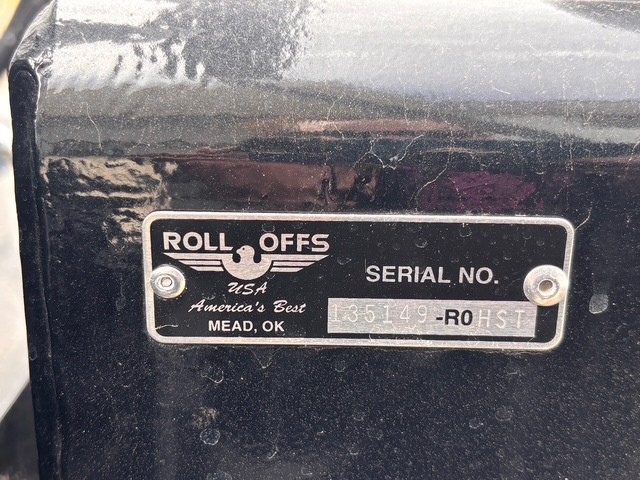 ROLL OFFS
USA
America's Best
MEAD, OK
SERIAL NO.
135149-R0HST